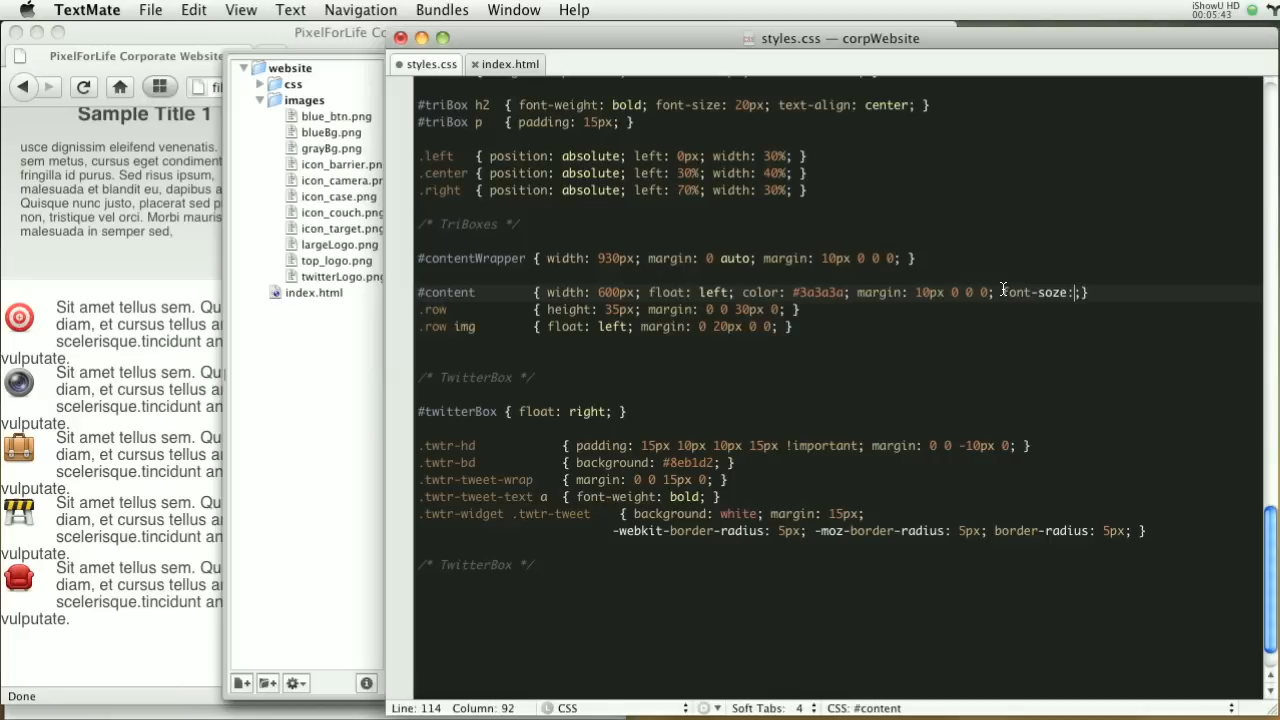 TextMate File Edit View Text Navigation Bundles Window Help
iShowU HD
00:05:43
PixelForLife Cor
PixelForLife Corporate Website
fil
Sample Title 1
usce dignissim eleifend venenatis.
sem metus, cursus eget condiment
fringilla id purus. Sed risus ipsum,
malesuada et blandit eu, dapibus a
Quisque nunc justo, placerat sed p
non, tristique vel orci. Morbi mauris
malesuada in semper sed,
Sit amet tellus sem. Qu
diam, et cursus tellus a
scelerisque.tincidunt an
vulputate.
Sit amet tellus sem. Qu
diam, et cursus tellus a
scelerisque.tincidunt an
vulputate.
Sit amet tellus sem. Qu
diam, et cursus tellus a
scelerisque.tincidunt an
vulputate.
Sit amet tellus sem. Qu
diam, et cursus tellus a
scelerisque.tincidunt an
vulputate.
Sit amet tellus sem. Qu
diam, et cursus tellus a
scelerisque.tincidunt an
vulputate.
Done
website
css
images
blue_btn.png
blueBg.png
grayBg.png
icon_barrier.pn
icon_camera.pr
icon_case.png
icon_couch.png
icon_target.png
largeLogo.png
top_logo.png
twitterLogo.png
index.html
styles.css — corpWebsite
styles.css index.html
#triBox h2 { font-weight: bold; font-size: 20px; text-align: center; }
#triBox p { padding: 15px; }
.left { position: absolute; left: 0px; width: 30%; }
.center { position: absolute; left: 30%; width: 40%; }
.right { position: absolute; left: 70%; width: 30%; }
/* TriBoxes */
#contentWrapper { width: 930px; margin: 0 auto; margin: 10px 0 0 0; }
#content { width: 600px; float: left; color: #3a3a3a; margin: 10px 0 0 0; font-soze:;}
.row { height: 35px; margin: 0 0 30px 0; }
.row img { float: left; margin: 0 20px 0 0; }
/* TwitterBox */
#twitterBox { float: right; }
.twtr-hd { padding: 15px 10px 10px 15px !important; margin: 0 0 -10px 0; }
.twtr-bd { background: #8eb1d2; }
.twtr-tweet-wrap { margin: 0 0 15px 0; }
.twtr-tweet-text a { font-weight: bold; }
.twtr-widget .twtr-tweet { background: white; margin: 15px;
-webkit-border-radius: 5px; -moz-border-radius: 5px; border-radius: 5px; }
/* TwitterBox */
Line: 114 Column: 92 CSS Soft Tabs: 4 CSS: #content